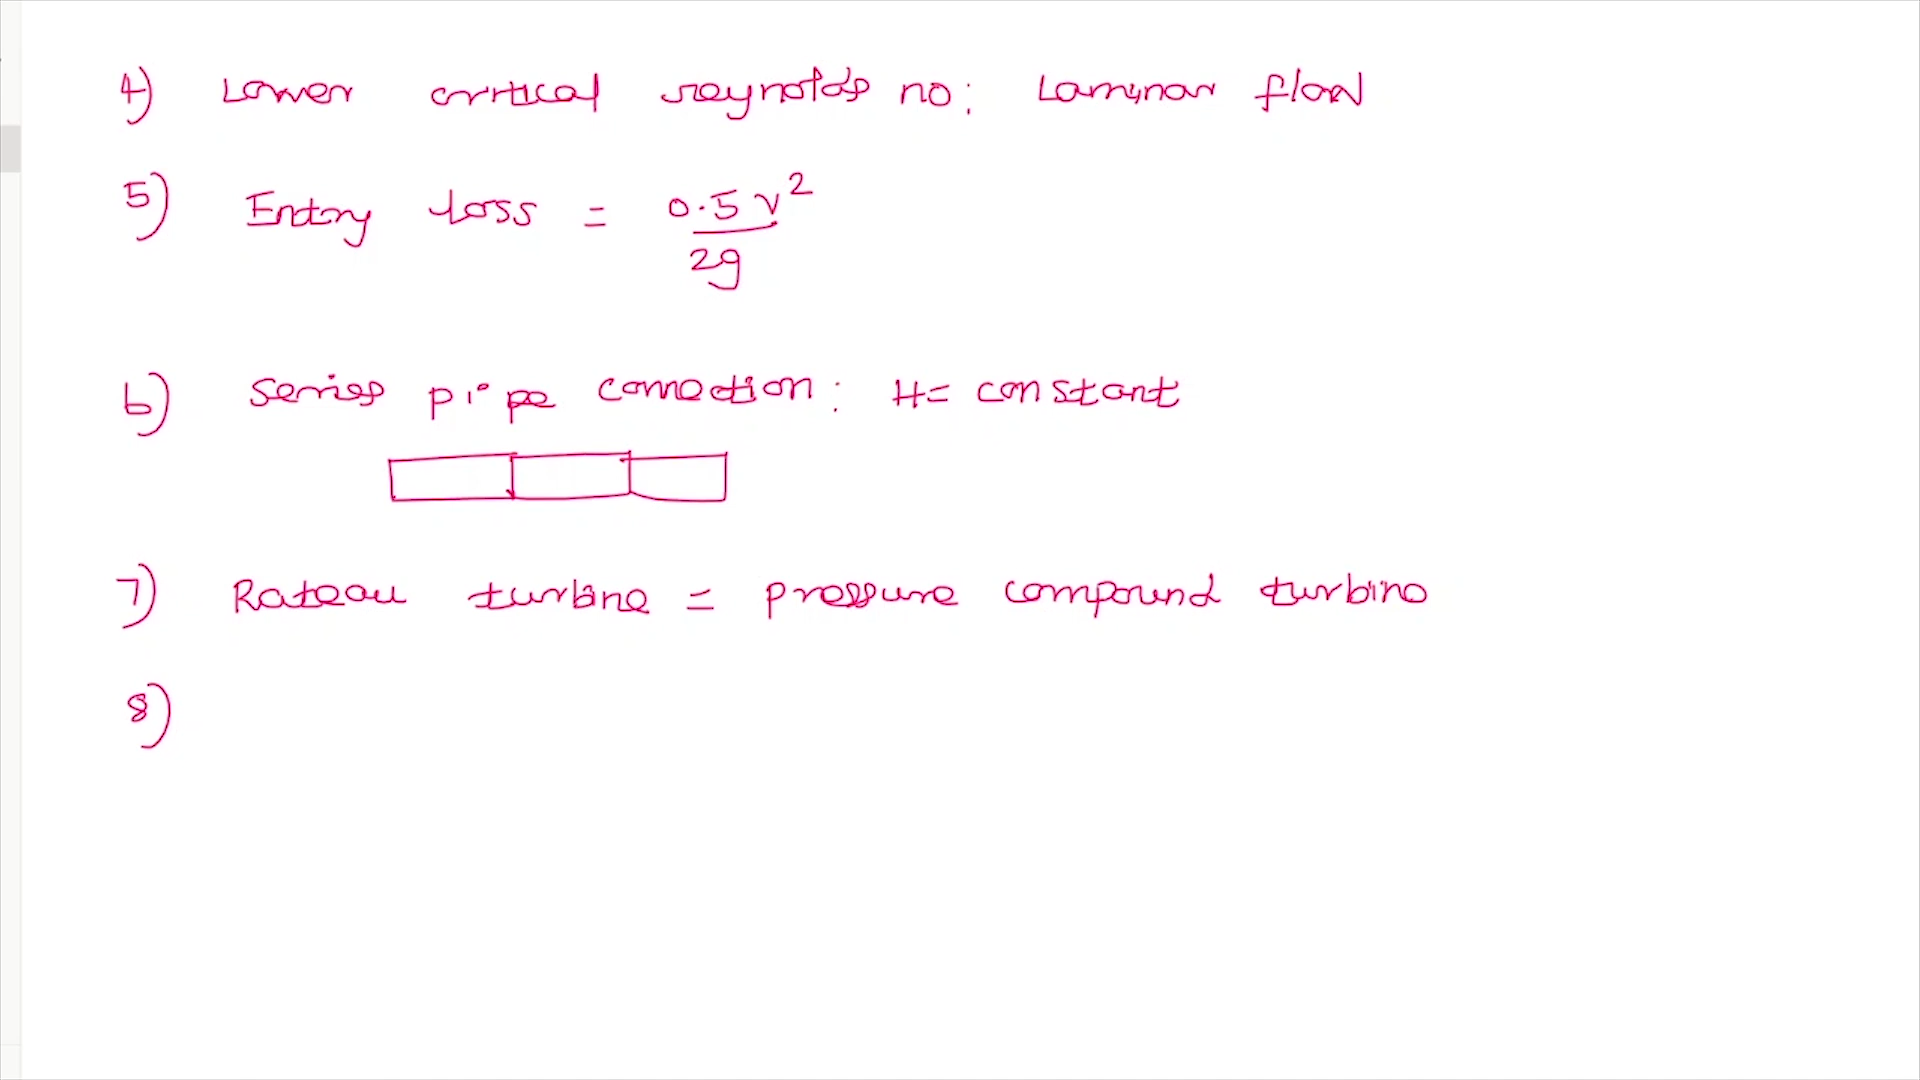 4) Lower critical reynolds no: Laminar flow
5) Entry loss = 0.5 v²
2g
6) Series pipe connection: H= constant
7) Rateau turbine = pressure compound turbine
8)